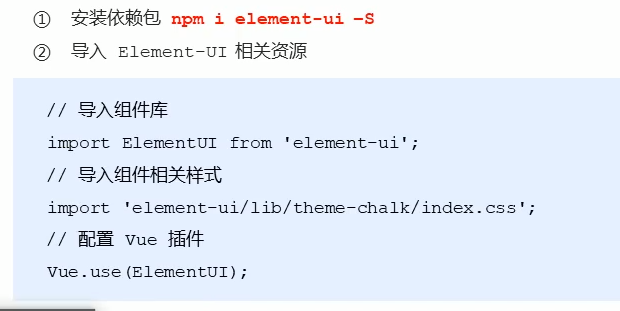 ① 安装依赖包 npm i element-ui –S
② 导入 Element-UI 相关资源
// 导入组件库
import ElementUI from 'element-ui';
// 导入组件相关样式
import 'element-ui/lib/theme-chalk/index.css';
// 配置 Vue 插件
Vue.use(ElementUI);